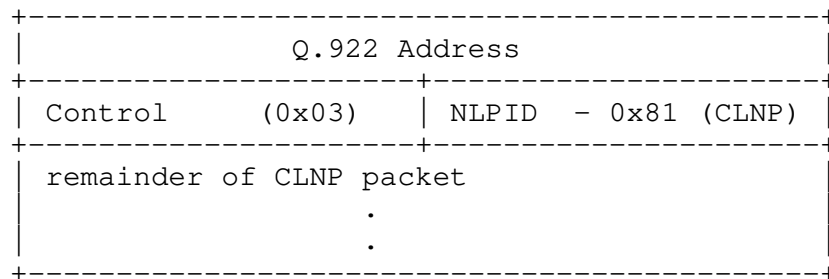 Q.922 Address
Control (0x03) NLPID - 0x81 (CLNP)
remainder of CLNP packet
.
.